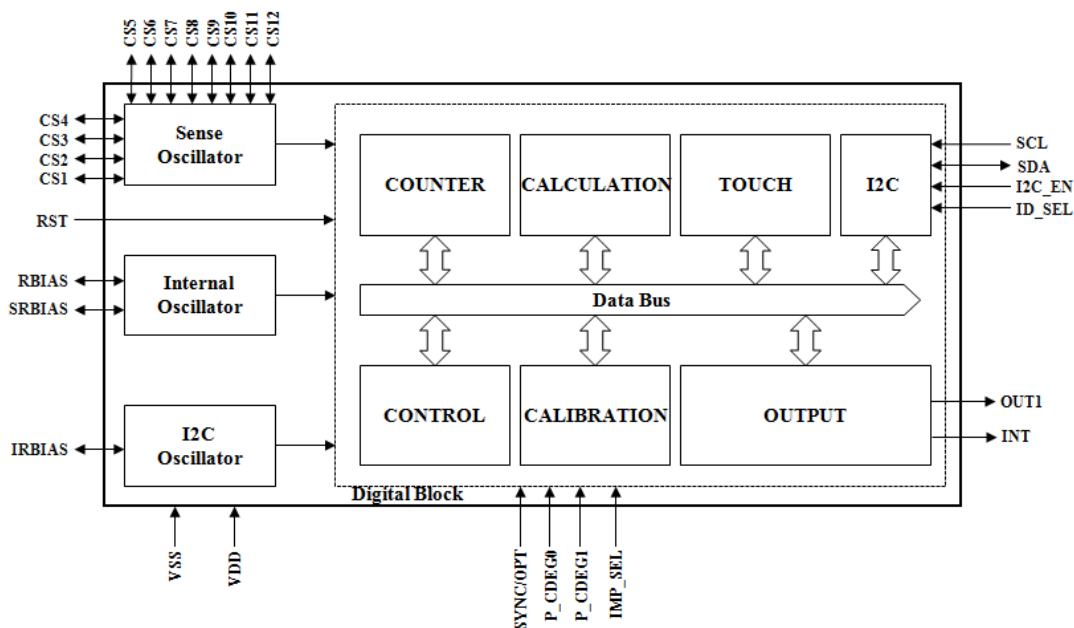 CS5
CS6
CS7
CS8
CS9
CS10
CS11
CS12
CS4
CS3
CS2
CS1
Sense
Oscillator
RST
RBIAS
SRBIAS
Internal
Oscillator
IRBIAS
I2C
Oscillator
COUNTER
CALCULATION
TOUCH
I2C
SCL
SDA
I2C_EN
ID_SEL
Data Bus
CONTROL
CALIBRATION
OUTPUT
OUT1
INT
Digital Block
VSS
VDD
SYNC/OPT
P_CDEG0
P_CDEG1
IMP_SEL